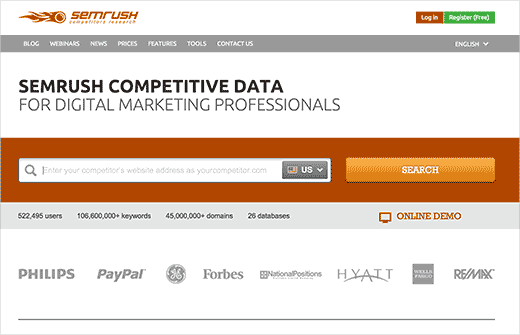 semrush
competitors research
Log in Register (Free)
BLOG WEBINARS NEWS PRICES FEATURES TOOLS CONTACT US ENGLISH
SEMRUSH COMPETITIVE DATA
FOR DIGITAL MARKETING PROFESSIONALS
Enter your competitor's website address as yourcompetitor.com US SEARCH
522,495 users 106,600,000+ keywords 45,000,000+ domains 26 databases ONLINE DEMO
PHILIPS PayPal GE Forbes NationalPositions HYATT WELLS FARGO RE/MAX